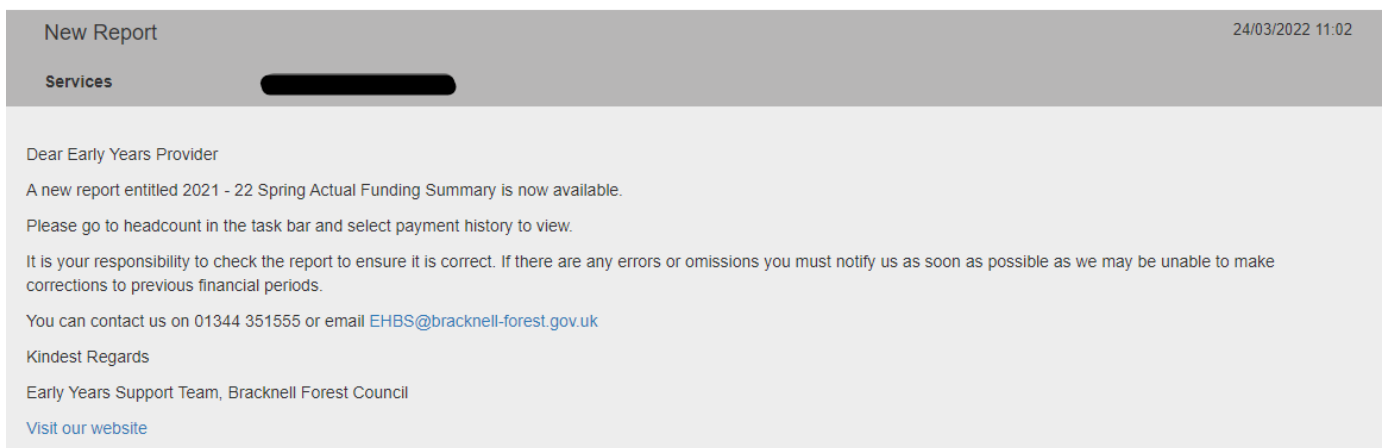 New Report
24/03/2022 11:02
Services
Dear Early Years Provider
A new report entitled 2021 - 22 Spring Actual Funding Summary is now available.
Please go to headcount in the task bar and select payment history to view.
It is your responsibility to check the report to ensure it is correct. If there are any errors or omissions you must notify us as soon as possible as we may be unable to make
corrections to previous financial periods.
You can contact us on 01344 351555 or email EHBS@bracknell-forest.gov.uk
Kindest Regards
Early Years Support Team, Bracknell Forest Council
Visit our website